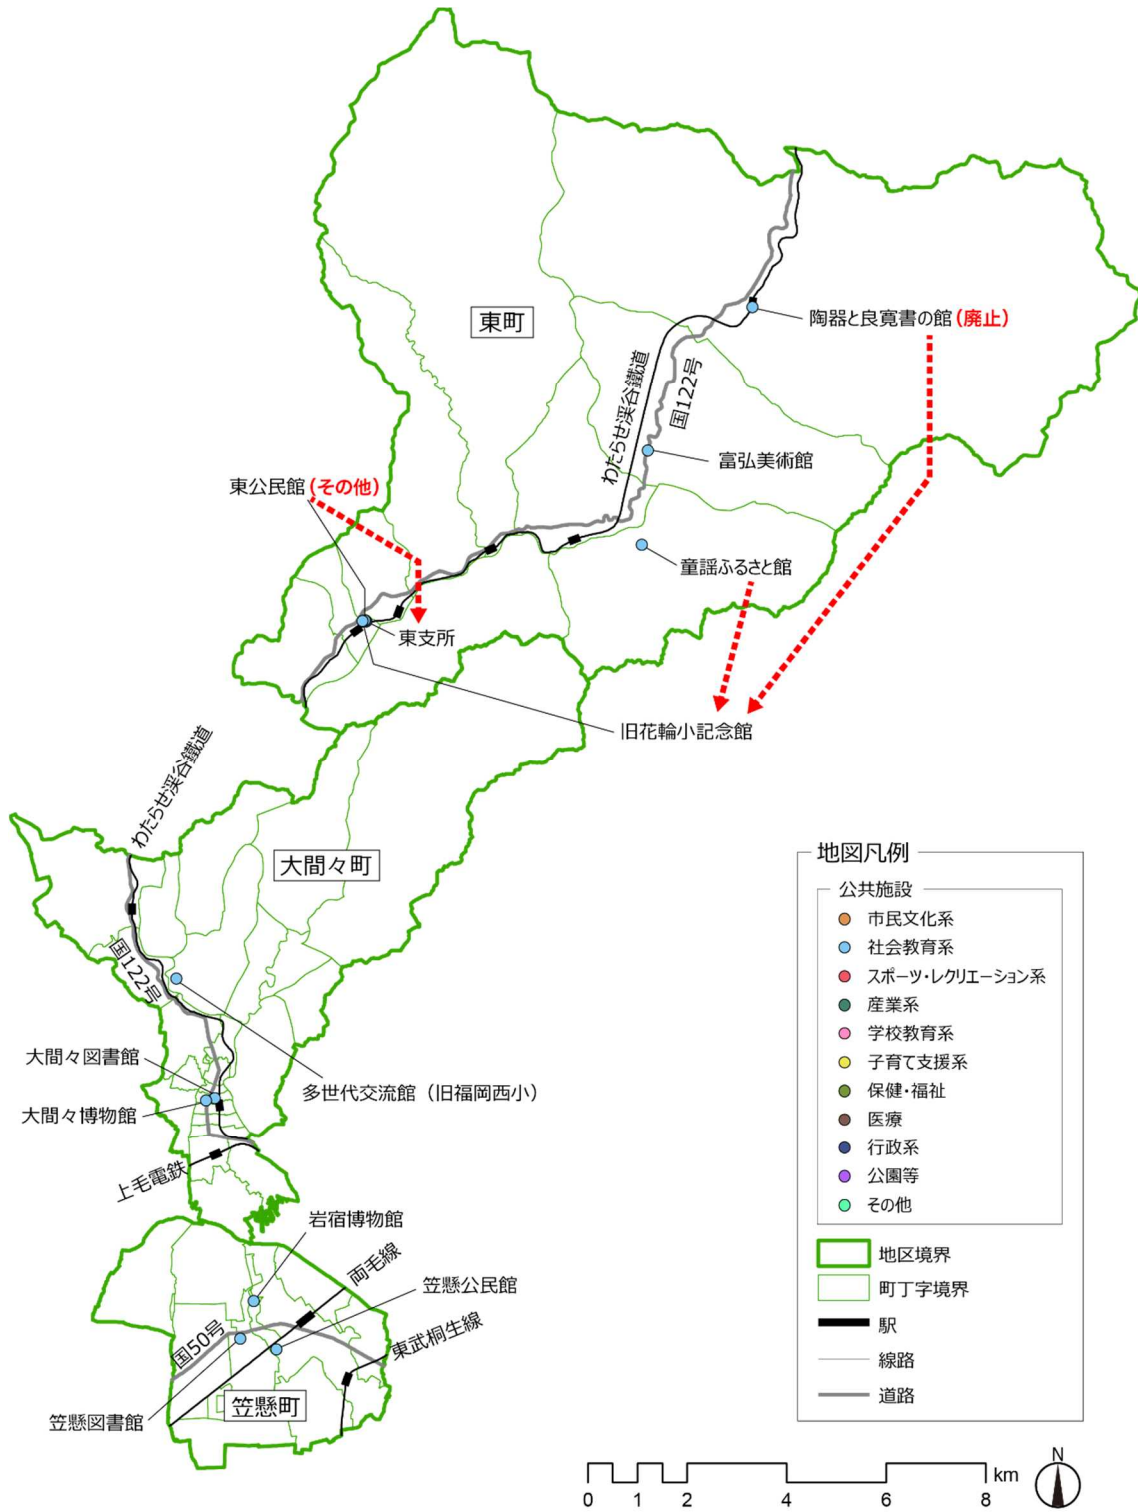 東町
陶器と良寛書の館(廃止)
わたらせ渓谷鐵道
国122号
富弘美術館
東公民館(その他)
童謡ふるさと館
東支所
旧花輪小記念館
わたらせ渓谷鐵道
大間々町
国122号
大間々図書館
多世代交流館（旧福岡西小）
大間々博物館
上毛電鉄
岩宿博物館
両毛線
笠懸公民館
国50号
東武桐生線
笠懸町
笠懸図書館
地図凡例
公共施設
市民文化系
社会教育系
スポーツ・レクリエーション系
産業系
学校教育系
子育て支援系
保健・福祉
医療
行政系
公園等
その他
地区境界
町丁字境界
駅
線路
道路
N
km
0 1 2 4 6 8